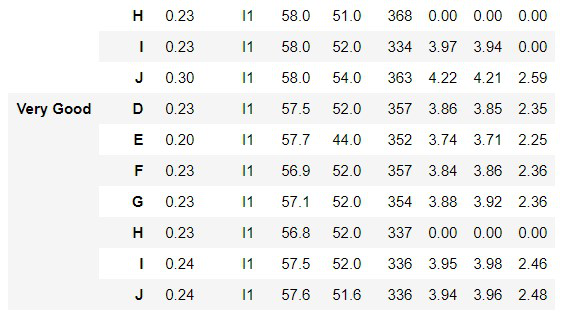 H 0.23 I1 58.0 51.0 368 0.00 0.00 0.00
I 0.23 I1 58.0 52.0 334 3.97 3.94 0.00
J 0.30 I1 58.0 54.0 363 4.22 4.21 2.59
Very Good D 0.23 I1 57.5 52.0 357 3.86 3.85 2.35
E 0.20 I1 57.7 44.0 352 3.74 3.71 2.25
F 0.23 I1 56.9 52.0 357 3.84 3.86 2.36
G 0.23 I1 57.1 52.0 354 3.88 3.92 2.36
H 0.23 I1 56.8 52.0 337 0.00 0.00 0.00
I 0.24 I1 57.5 52.0 336 3.95 3.98 2.46
J 0.24 I1 57.6 51.6 336 3.94 3.96 2.48